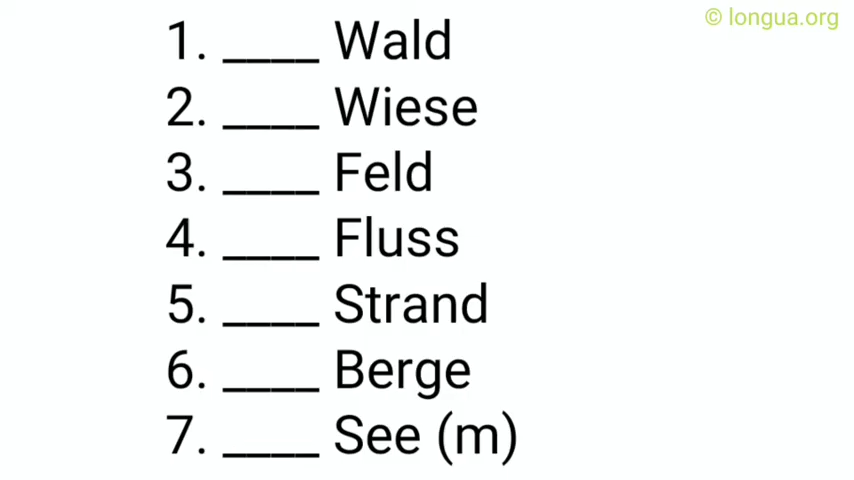 © longua.org
1. ____ Wald
2. ____ Wiese
3. ____ Feld
4. ____ Fluss
5. ____ Strand
6. ____ Berge
7. ____ See (m)